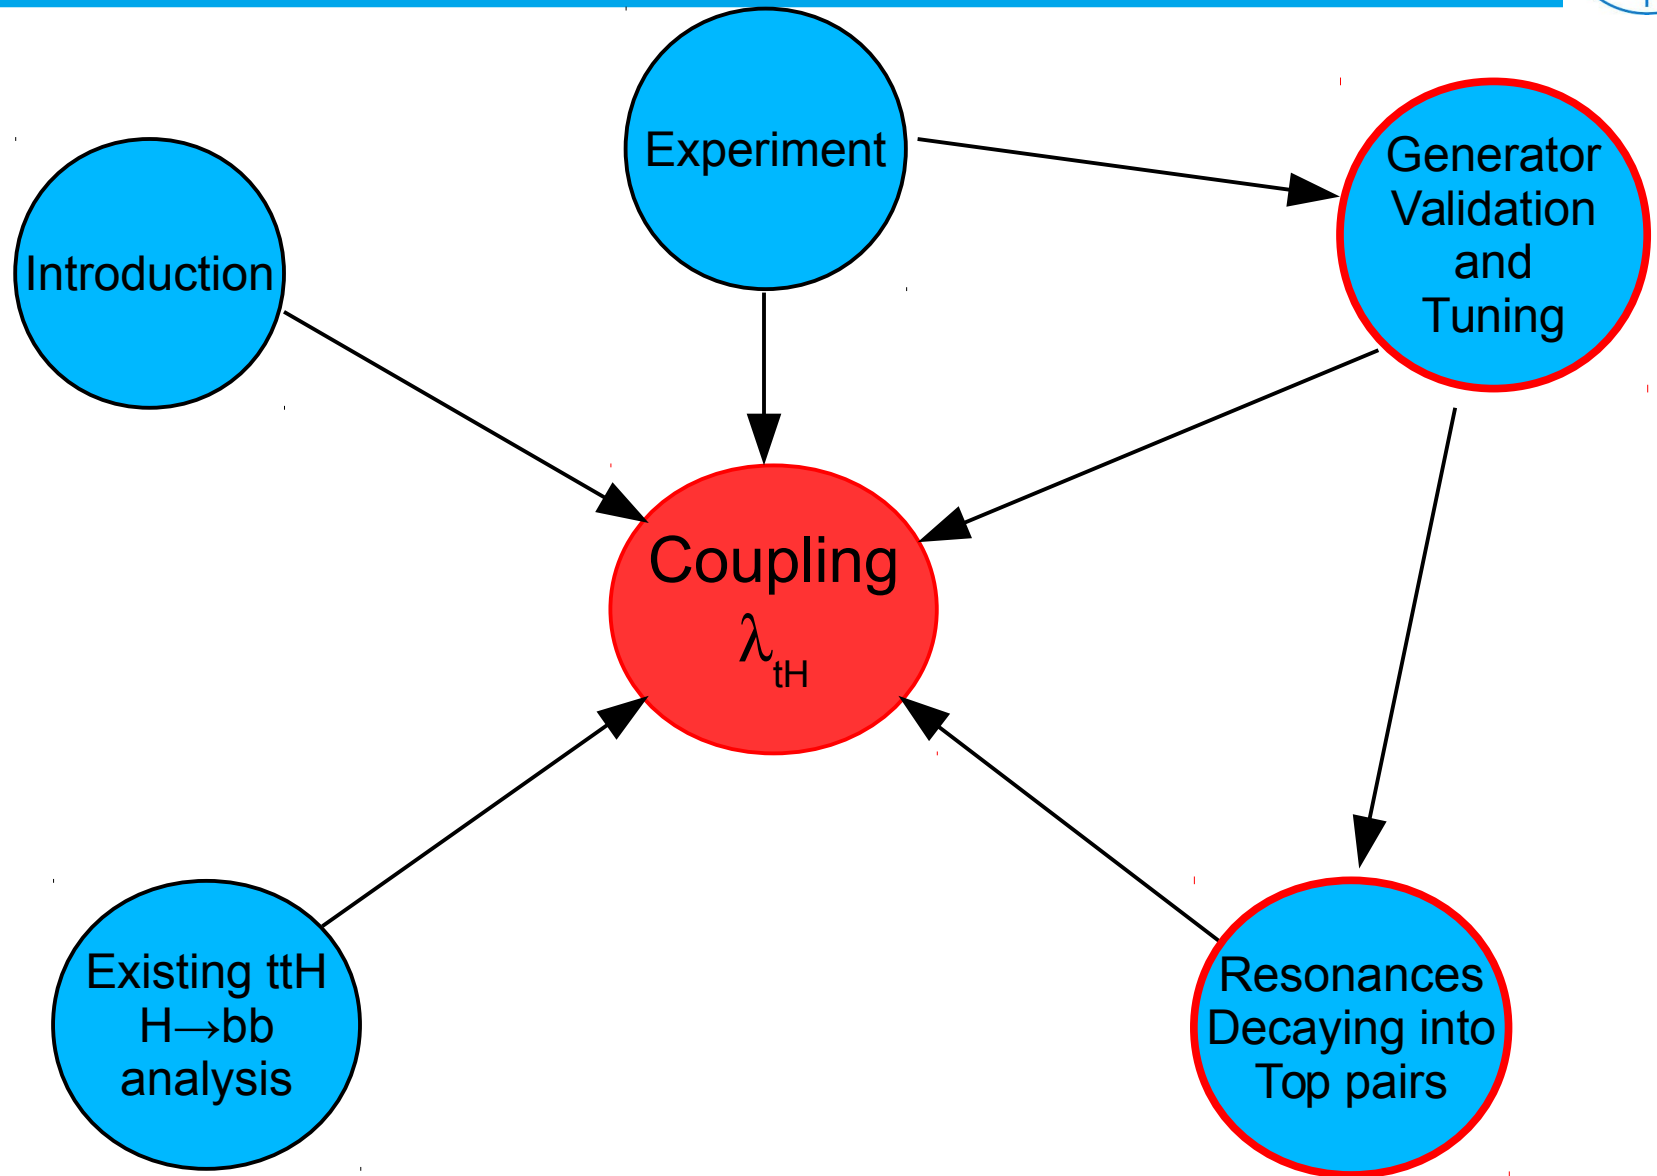 Experiment
Generator
Validation
and
Tuning
Introduction
Coupling
λtH
Existing ttH
H→bb
analysis
Resonances
Decaying into
Top pairs